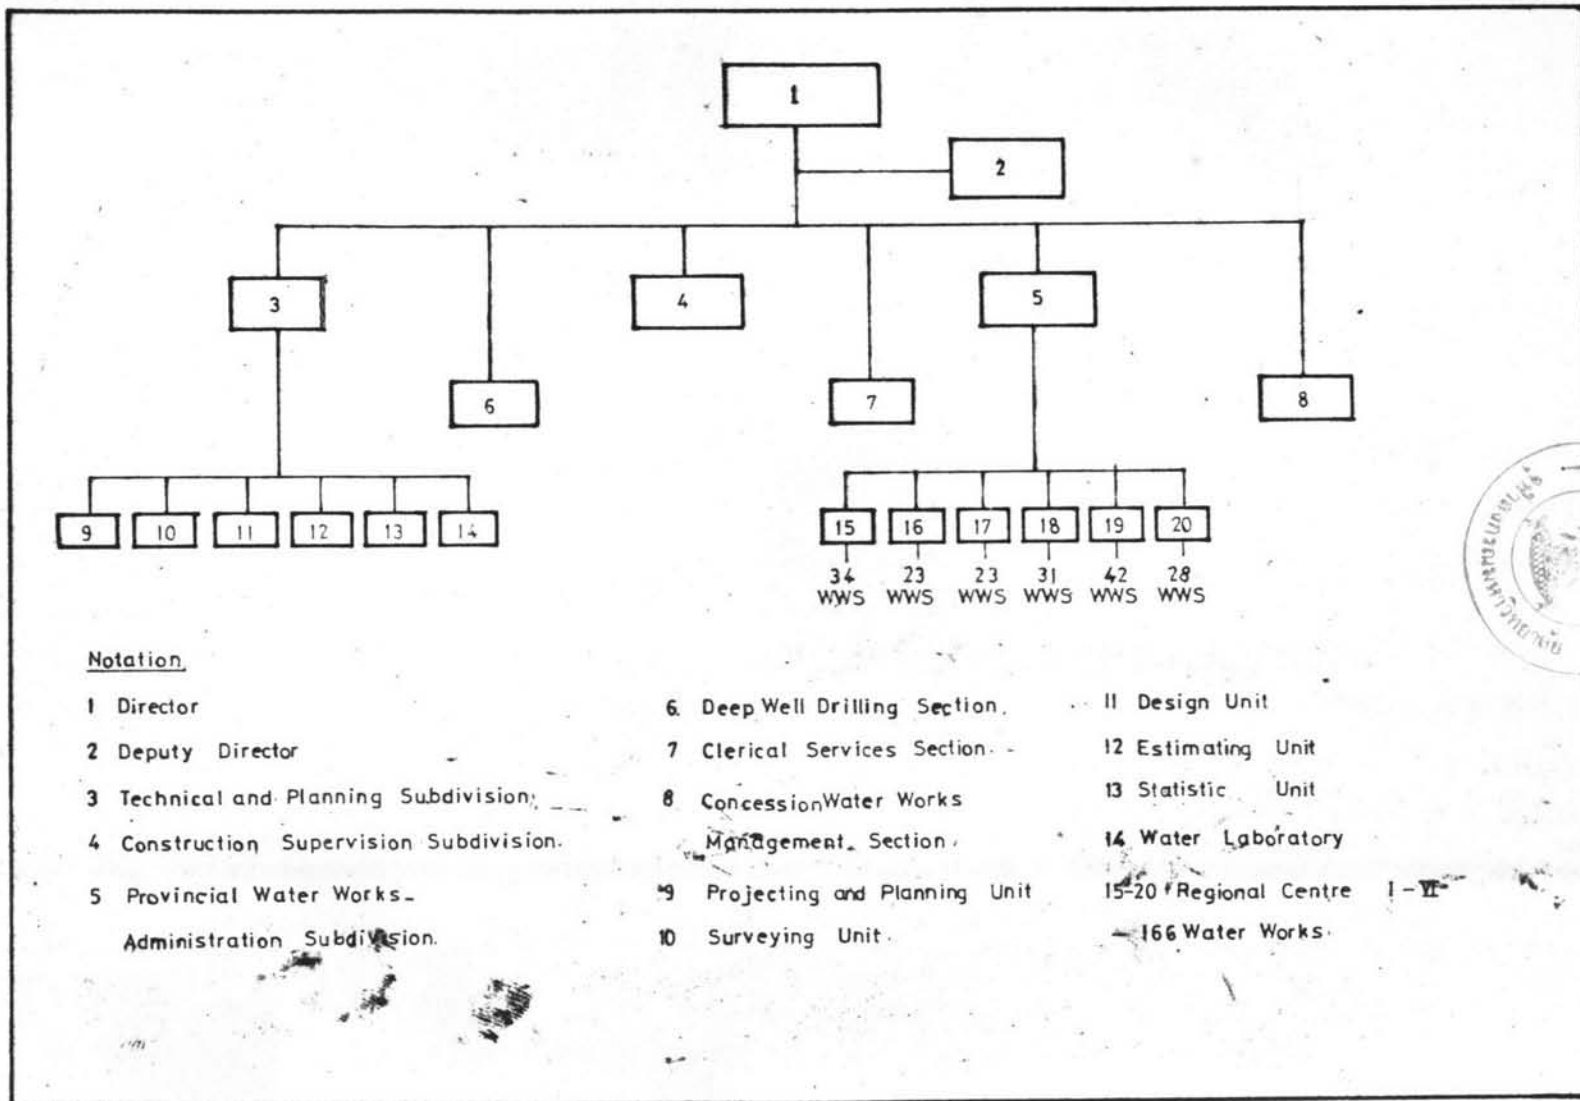 1
2
3
4
5
6
7
8
9 10 11 12 13 14
15 16 17 18 19 20
34 23 23 31 42 28
WWS WWS WWS WWS WWS WWS
Notation
1 Director
2 Deputy Director
3 Technical and Planning Subdivision
4 Construction Supervision Subdivision.
5 Provincial Water Works
Administration Subdivision.
6. Deep Well Drilling Section.
7 Clerical Services Section.
8 Concession Water Works
Management Section.
9 Projecting and Planning Unit
10 Surveying Unit.
11 Design Unit
12 Estimating Unit
13 Statistic Unit
14 Water Laboratory
15-20 Regional Centre I - VI
166 Water Works.